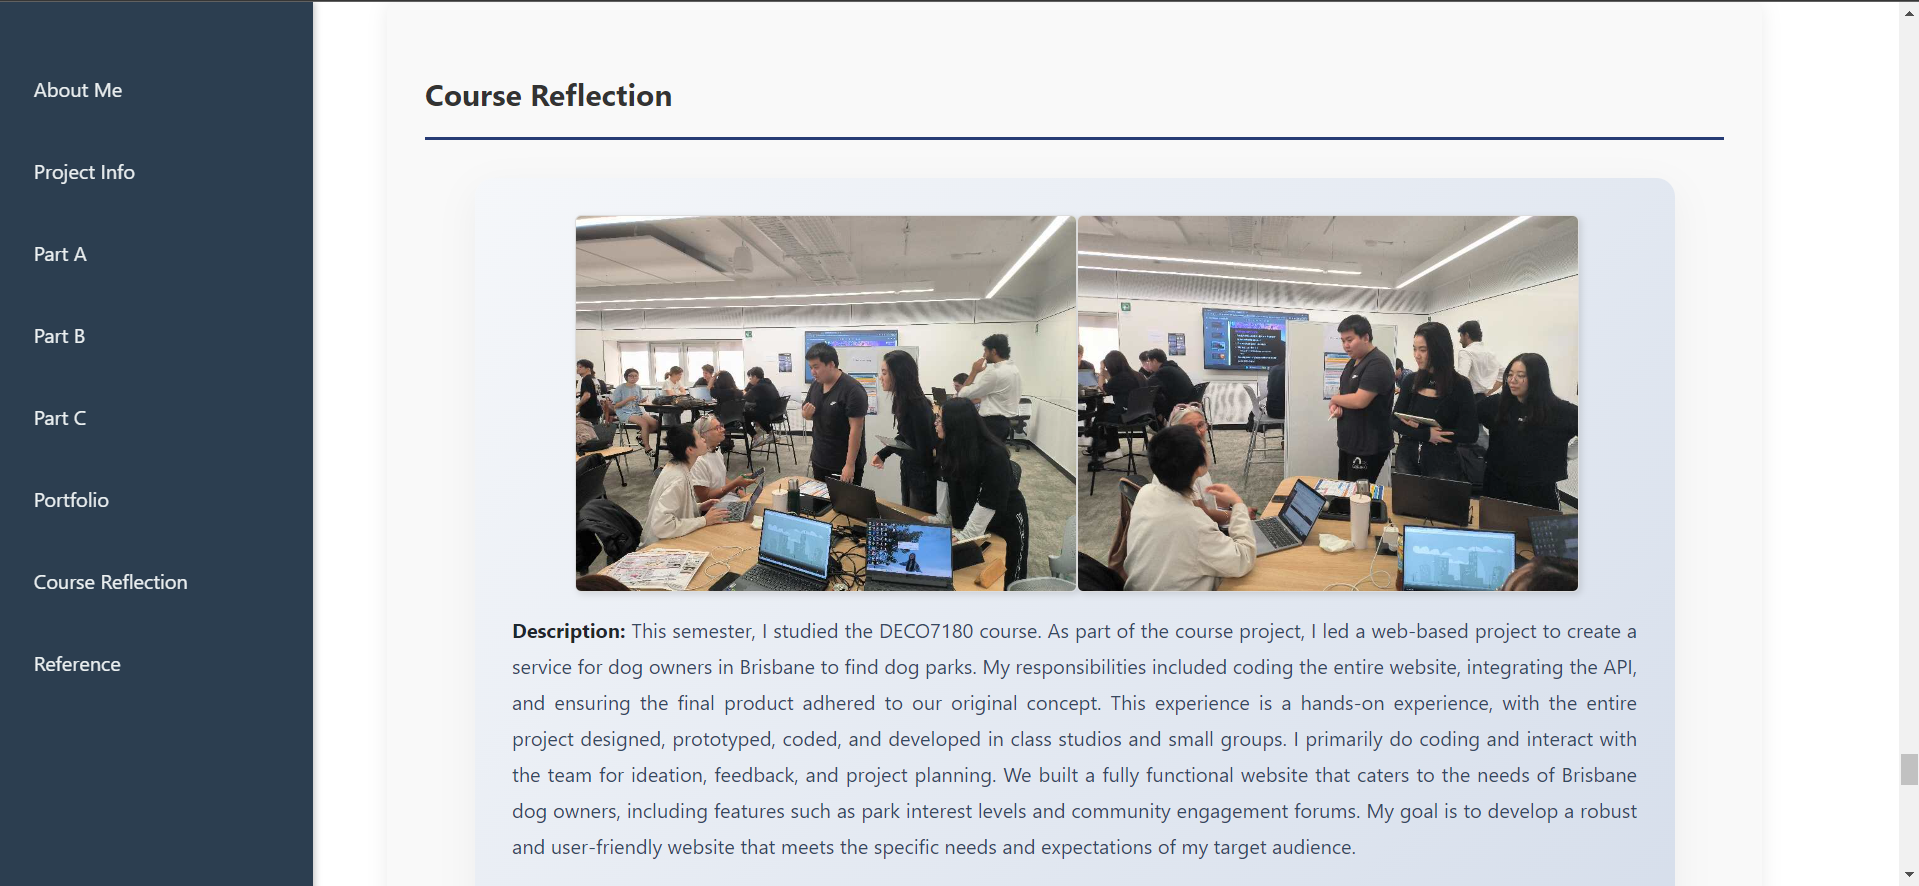 About Me
Project Info
Part A
Part B
Part C
Portfolio
Course Reflection
Reference
Course Reflection
Description: This semester, I studied the DECO7180 course. As part of the course project, I led a web-based project to create a
service for dog owners in Brisbane to find dog parks. My responsibilities included coding the entire website, integrating the API,
and ensuring the final product adhered to our original concept. This experience is a hands-on experience, with the entire
project designed, prototyped, coded, and developed in class studios and small groups. I primarily do coding and interact with
the team for ideation, feedback, and project planning. We built a fully functional website that caters to the needs of Brisbane
dog owners, including features such as park interest levels and community engagement forums. My goal is to develop a robust
and user-friendly website that meets the specific needs and expectations of my target audience.